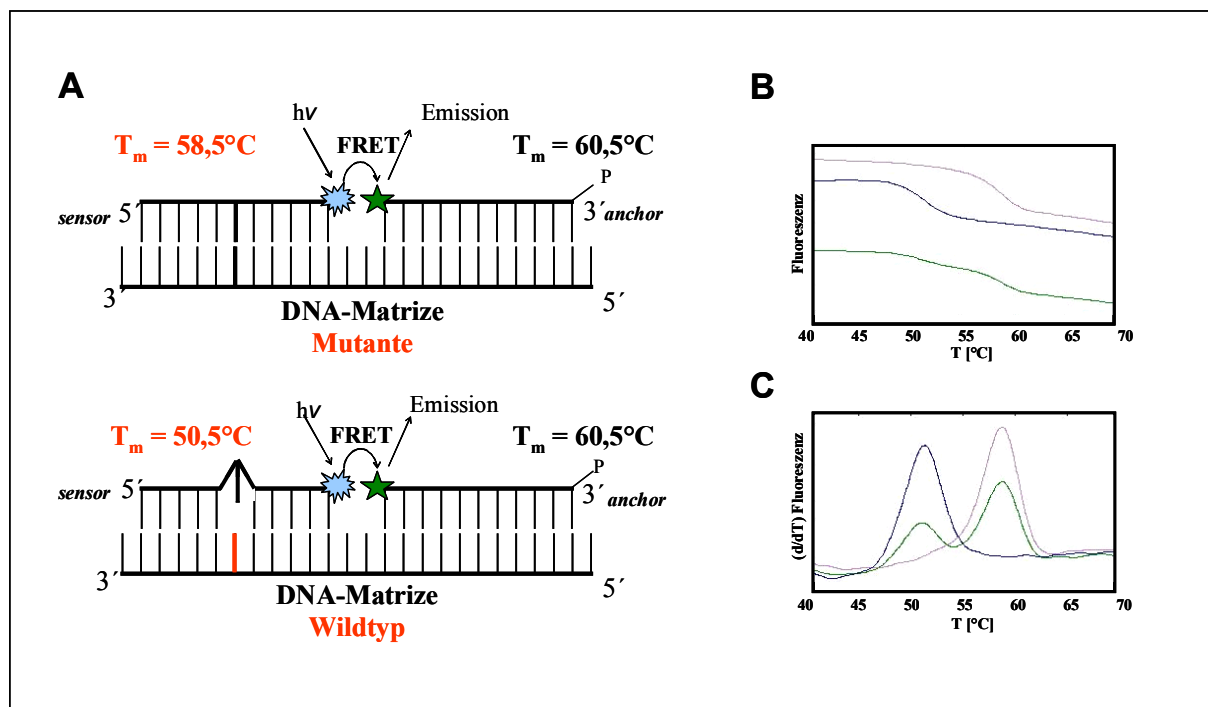 A
hν
Emission
Tm = 58,5°C
FRET
Tm = 60,5°C
P
sensor 5´
3´ anchor
3´
5´
DNA-Matrize
Mutante
hν
Emission
Tm = 50,5°C
FRET
Tm = 60,5°C
P
sensor 5´
3´ anchor
3´
5´
DNA-Matrize
Wildtyp
B
Fluoreszenz
40 45 50 55 60 65 70
T [°C]
C
(d/dT) Fluoreszenz
40 45 50 55 60 65 70
T [°C]